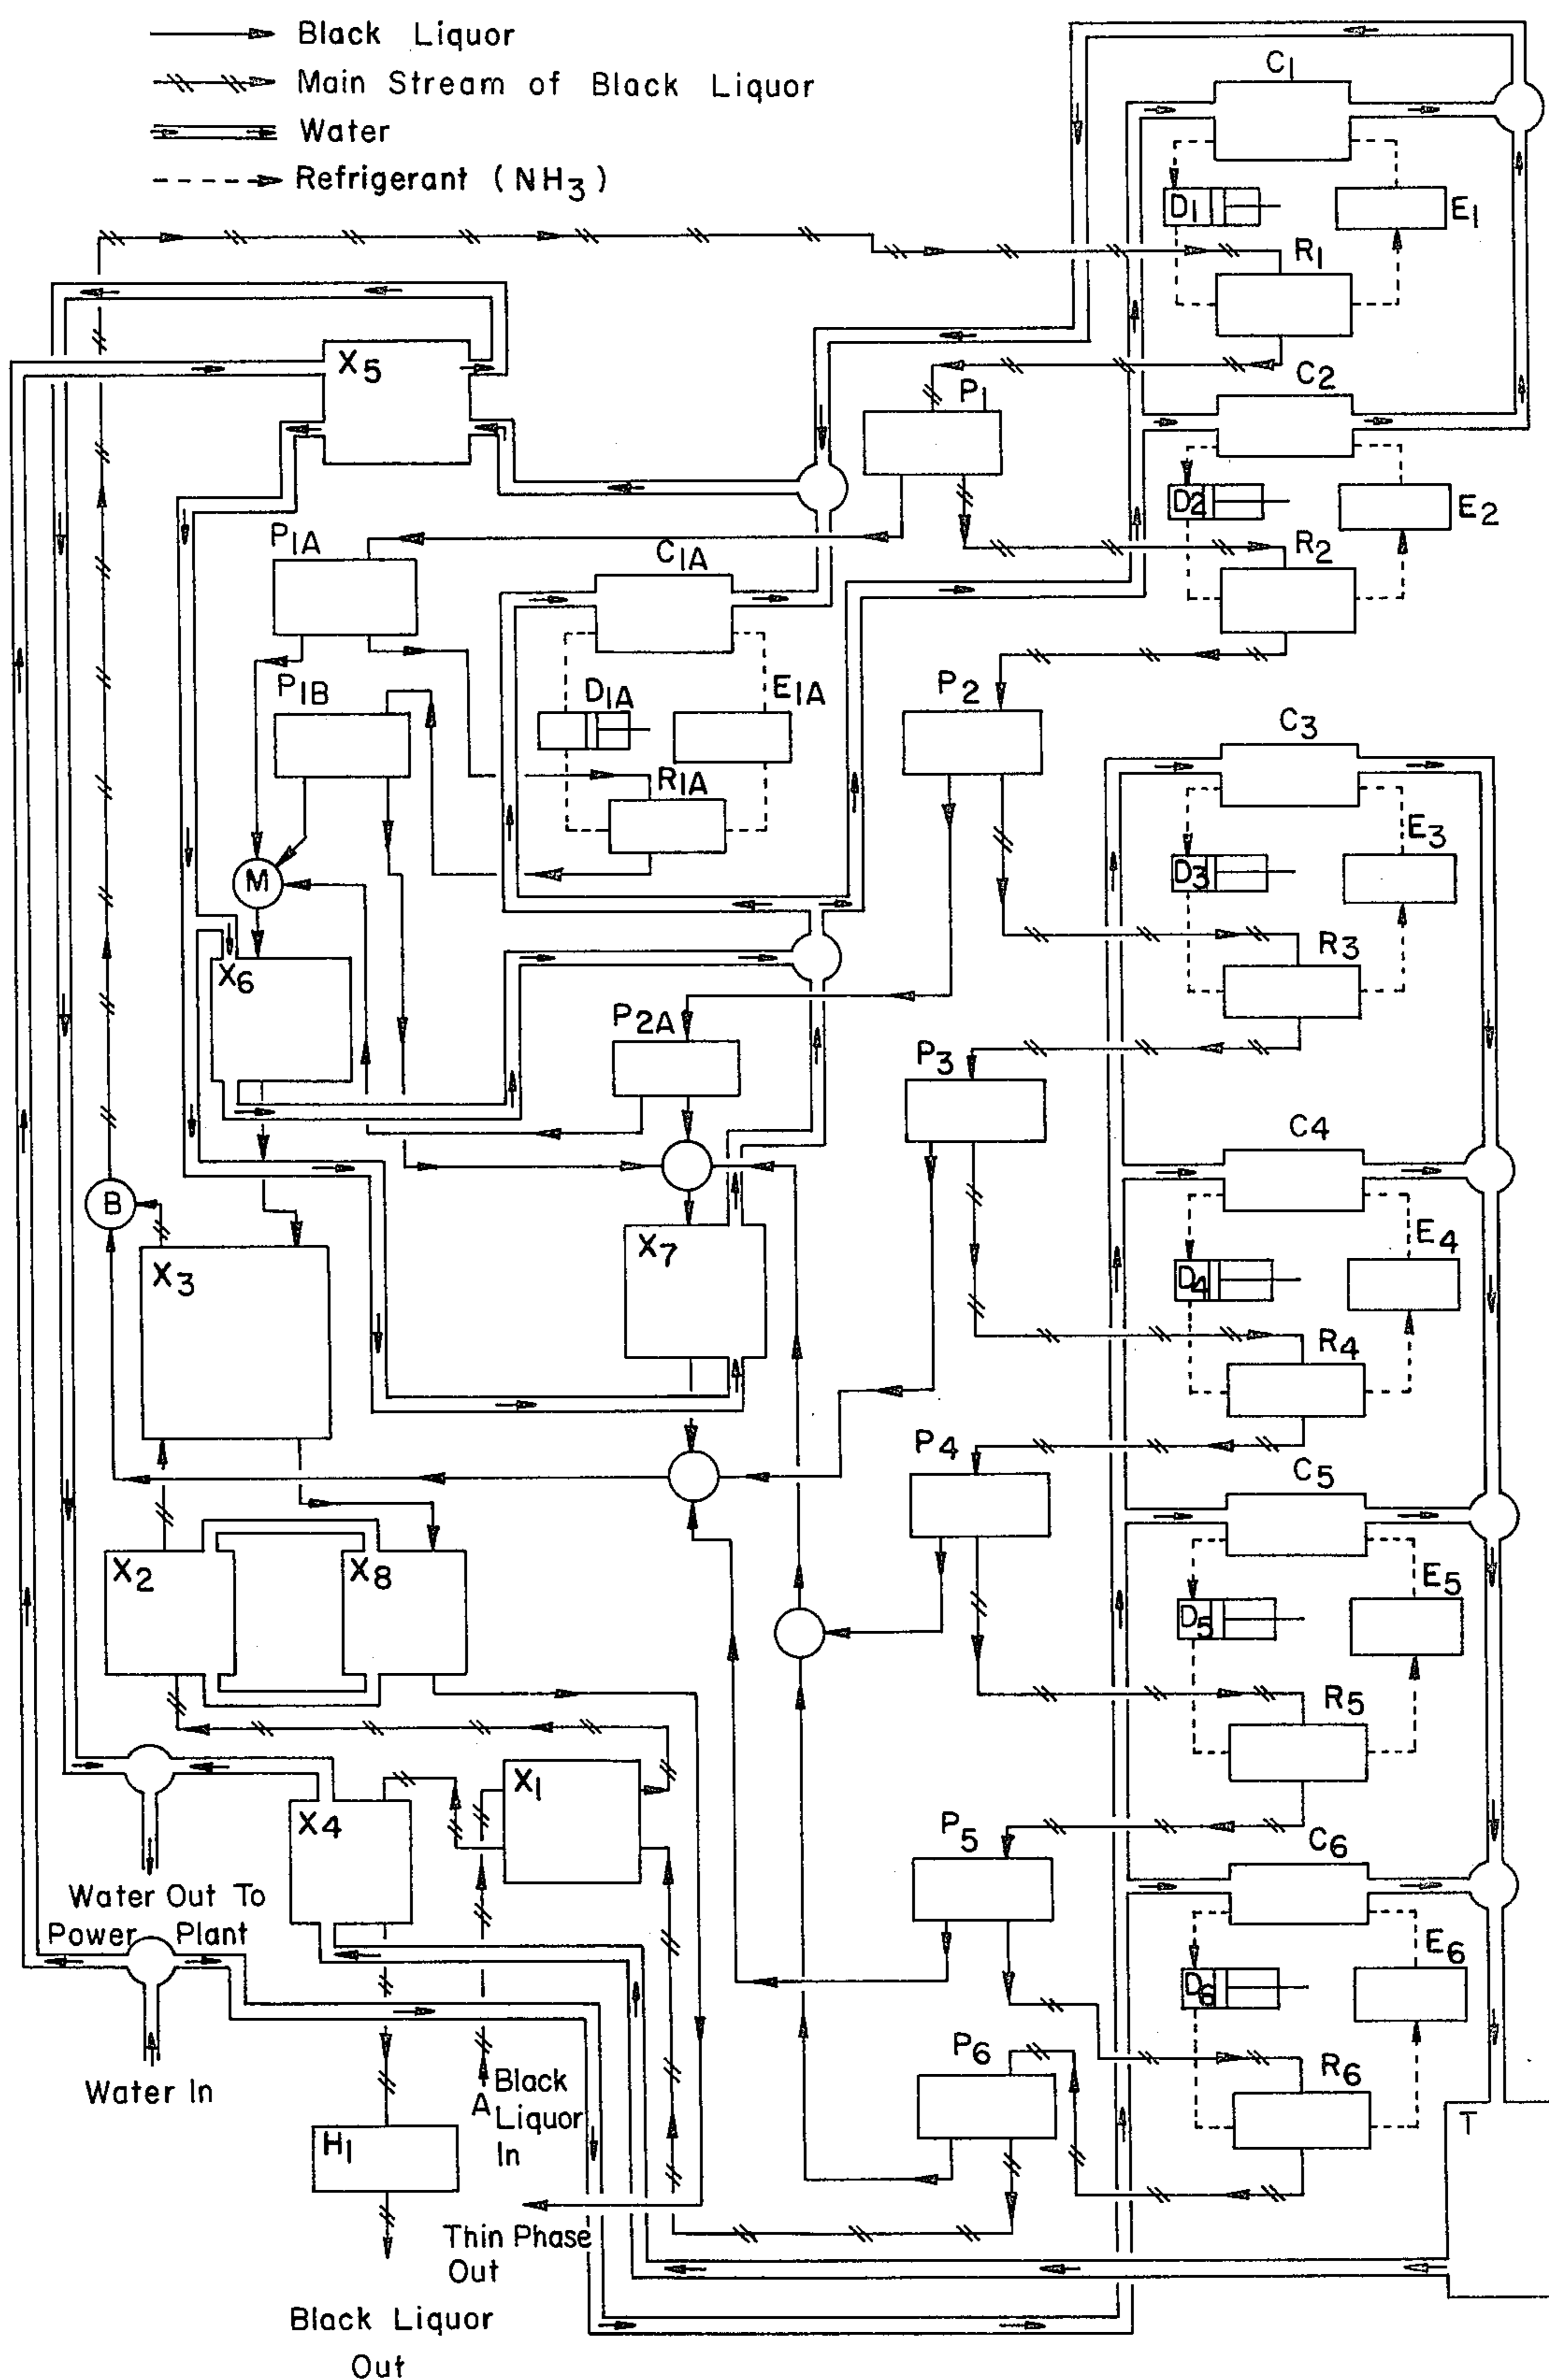 Black Liquor
Main Stream of Black Liquor
Water
Refrigerant (NH3)
C1
D1
E1
R1
X5
P1
C2
D2
E2
R2
P1A
C1A
P1B
D1A
E1A
R1A
P2
C3
D3
E3
R3
M
X6
P2A
P3
C4
B
X7
D4
E4
X3
R4
P4
C5
X2
X8
D5
E5
R5
X1
X4
P5
C6
Water Out To
Power Plant
E6
D6
P6
R6
Water In
A
Black
Liquor
In
T
H1
Thin Phase
Out
Black Liquor
Out